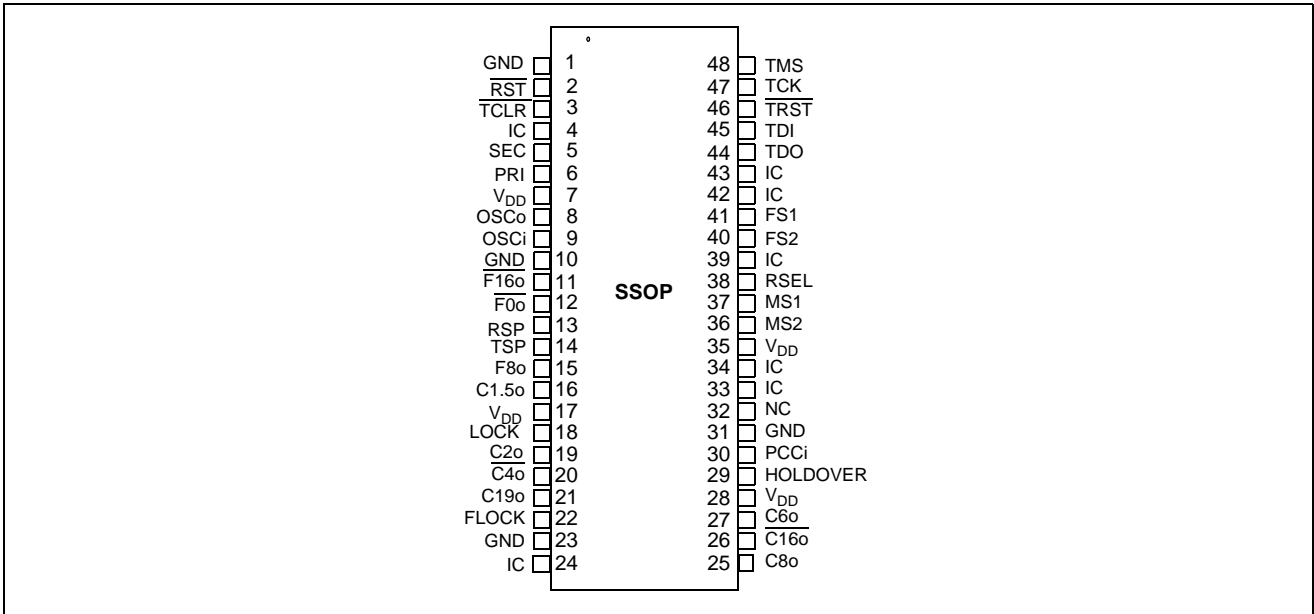 GND 1 48 TMS
RST 2 47 TCK
TCLR 3 46 TRST
IC 4 45 TDI
SEC 5 44 TDO
PRI 6 43 IC
VDD 7 42 IC
OSCo 8 41 FS1
OSCi 9 40 FS2
GND 10 39 IC
F16o 11 38 RSEL
SSOP
F0o 12 37 MS1
RSP 13 36 MS2
TSP 14 35 VDD
F8o 15 34 IC
C1.5o 16 33 IC
VDD 17 32 NC
LOCK 18 31 GND
C2o 19 30 PCCi
C4o 20 29 HOLDOVER
C19o 21 28 VDD
FLOCK 22 27 C6o
GND 23 26 C16o
IC 24 25 C8o